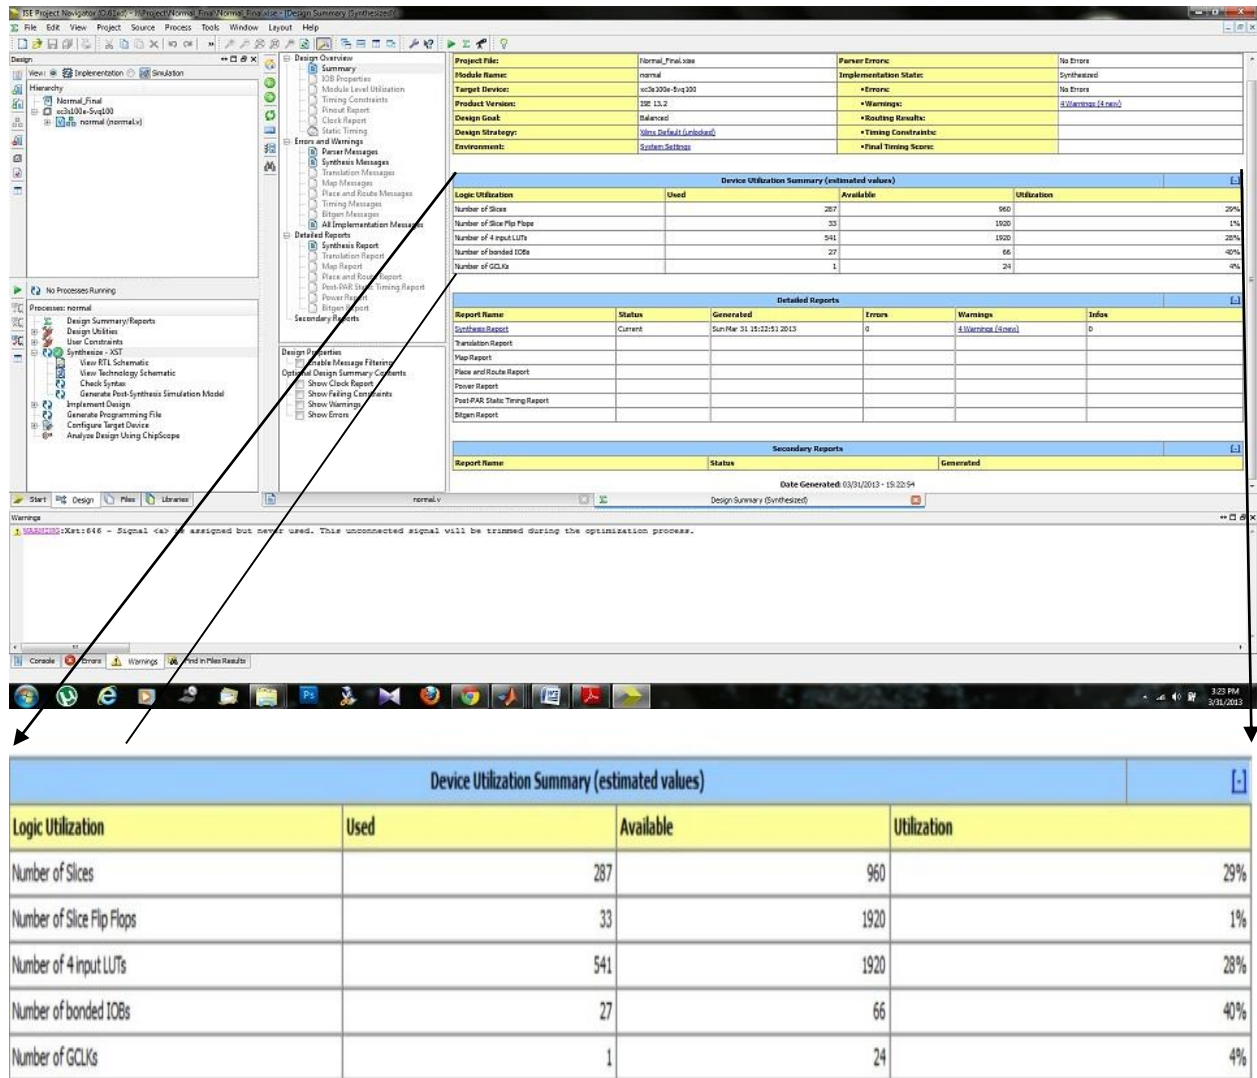 ISE Project Navigator (O.61xd) - I:\Project\Normal_Final\Normal_Final.xise - [Design Summary (Synthesized)]
File Edit View Project Source Process Tools Window Layout Help
Design
View: Implementation Simulation
Hierarchy
Normal_Final
xc3s100e-5vq100
normal (normal.v)
No Processes Running
Processes: normal
Design Summary/Reports
Design Utilities
User Constraints
Synthesize - XST
View RTL Schematic
View Technology Schematic
Check Syntax
Generate Post-Synthesis Simulation Model
Implement Design
Generate Programming File
Configure Target Device
Analyze Design Using ChipScope
Start Design Files Libraries
Design Overview
Summary
IOB Properties
Module Level Utilization
Timing Constraints
Pinout Report
Clock Report
Static Timing
Errors and Warnings
Parser Messages
Synthesis Messages
Translation Messages
Map Messages
Place and Route Messages
Timing Messages
Bitgen Messages
All Implementation Messages
Detailed Reports
Synthesis Report
Translation Report
Map Report
Place and Route Report
Post-PAR Static Timing Report
Power Report
Bitgen Report
Secondary Reports
Design Properties
Enable Message Filtering
Optional Design Summary Contents
Show Clock Report
Show Failing Constraints
Show Warnings
Show Errors
Project File: Normal_Final.xise Parser Errors: No Errors
Module Name: normal Implementation State: Synthesized
Target Device: xc3s100e-5vq100 •Errors: No Errors
Product Version: ISE 13.2 •Warnings: 4 Warnings (4 new)
Design Goal: Balanced •Routing Results:
Design Strategy: Xilinx Default (unlocked) •Timing Constraints:
Environment: System Settings •Final Timing Score:
Device Utilization Summary (estimated values) [-]
Logic Utilization Used Available Utilization
Number of Slices 287 960 29%
Number of Slice Flip Flops 33 1920 1%
Number of 4 input LUTs 541 1920 28%
Number of bonded IOBs 27 66 40%
Number of GCLKs 1 24 4%
Detailed Reports [-]
Report Name Status Generated Errors Warnings Infos
Synthesis Report Current Sun Mar 31 15:22:51 2013 0 4 Warnings (4 new) 0
Translation Report
Map Report
Place and Route Report
Power Report
Post-PAR Static Timing Report
Bitgen Report
Secondary Reports [-]
Report Name Status Generated
Date Generated: 03/31/2013 - 15:22:54
normal.v Design Summary (Synthesized)
Warnings
WARNING:Xst:646 - Signal <a> is assigned but never used. This unconnected signal will be trimmed during the optimization process.
Console Errors Warnings Find in Files Results
Ps
3:23 PM
3/31/2013
Device Utilization Summary (estimated values) [-]
Logic Utilization Used Available Utilization
Number of Slices 287 960 29%
Number of Slice Flip Flops 33 1920 1%
Number of 4 input LUTs 541 1920 28%
Number of bonded IOBs 27 66 40%
Number of GCLKs 1 24 4%